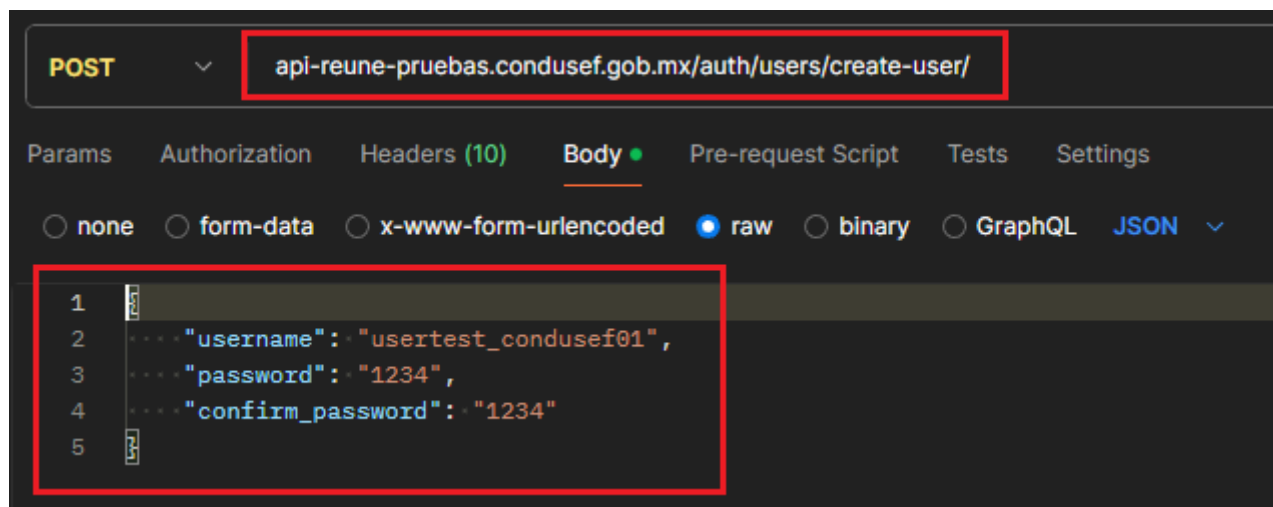 POST api-reune-pruebas.condusef.gob.mx/auth/users/create-user/
Params Authorization Headers (10) Body Pre-request Script Tests Settings
none form-data x-www-form-urlencoded raw binary GraphQL JSON
1 {
2 ····"username":·"usertest_condusef01",
3 ····"password":·"1234",
4 ····"confirm_password":·"1234"
5 }